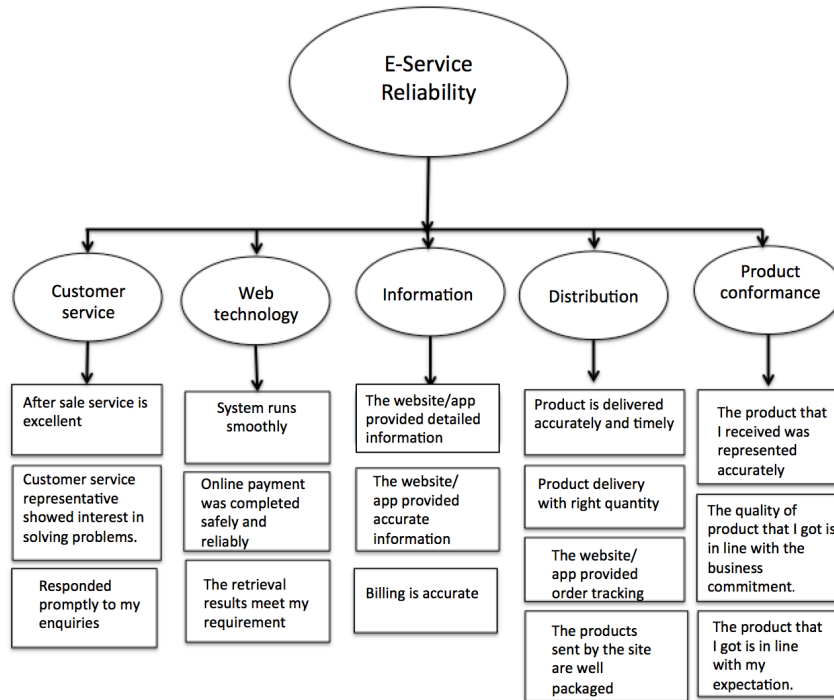 E-Service
Reliability
Customer
service
Web
technology
Information
Distribution
Product
conformance
After sale service is
excellent
Customer service
representative
showed interest in
solving problems.
Responded
promptly to my
enquiries
System runs
smoothly
Online payment
was completed
safely and
reliably
The retrieval
results meet my
requirement
The website/app
provided detailed
information
The website/
app provided
accurate
information
Billing is accurate
Product is delivered
accurately and timely
Product delivery
with right quantity
The website/
app provided
order tracking
The products
sent by the site
are well
packaged
The product that
I received was
represented
accurately
The quality of
product that I got is
in line with the
business
commitment.
The product that
I got is in line
with my
expectation.